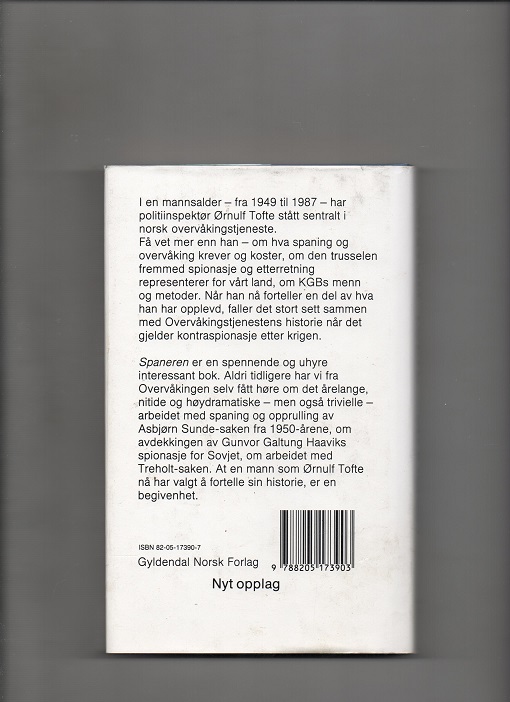 I en mannsalder – fra 1949 til 1987 – har
politiinspektør Ørnulf Tofte stått sentralt i
norsk overvåkingstjeneste.
Få vet mer enn han – om hva spaning og
overvåking krever og koster, om den trusselen
fremmed spionasje og etterretning
representerer for vårt land, om KGBs menn
og metoder. Når han nå forteller en del av hva
han har opplevd, faller det stort sett sammen
med Overvåkingstjenestens historie når det
gjelder kontraspionasje etter krigen.
Spaneren er en spennende og uhyre
interessant bok. Aldri tidligere har vi fra
Overvåkingen selv fått høre om det årelange,
nitide og høydramatiske – men også trivielle –
arbeidet med spaning og opprulling av
Asbjørn Sunde-saken fra 1950-årene, om
avdekkingen av Gunvor Galtung Haaviks
spionasje for Sovjet, om arbeidet med
Treholt-saken. At en mann som Ørnulf Tofte
nå har valgt å fortelle sin historie, er en
begivenhet.
ISBN 82-05-17390-7
Gyldendal Norsk Forlag
9 788205 173903
Nyt opplag